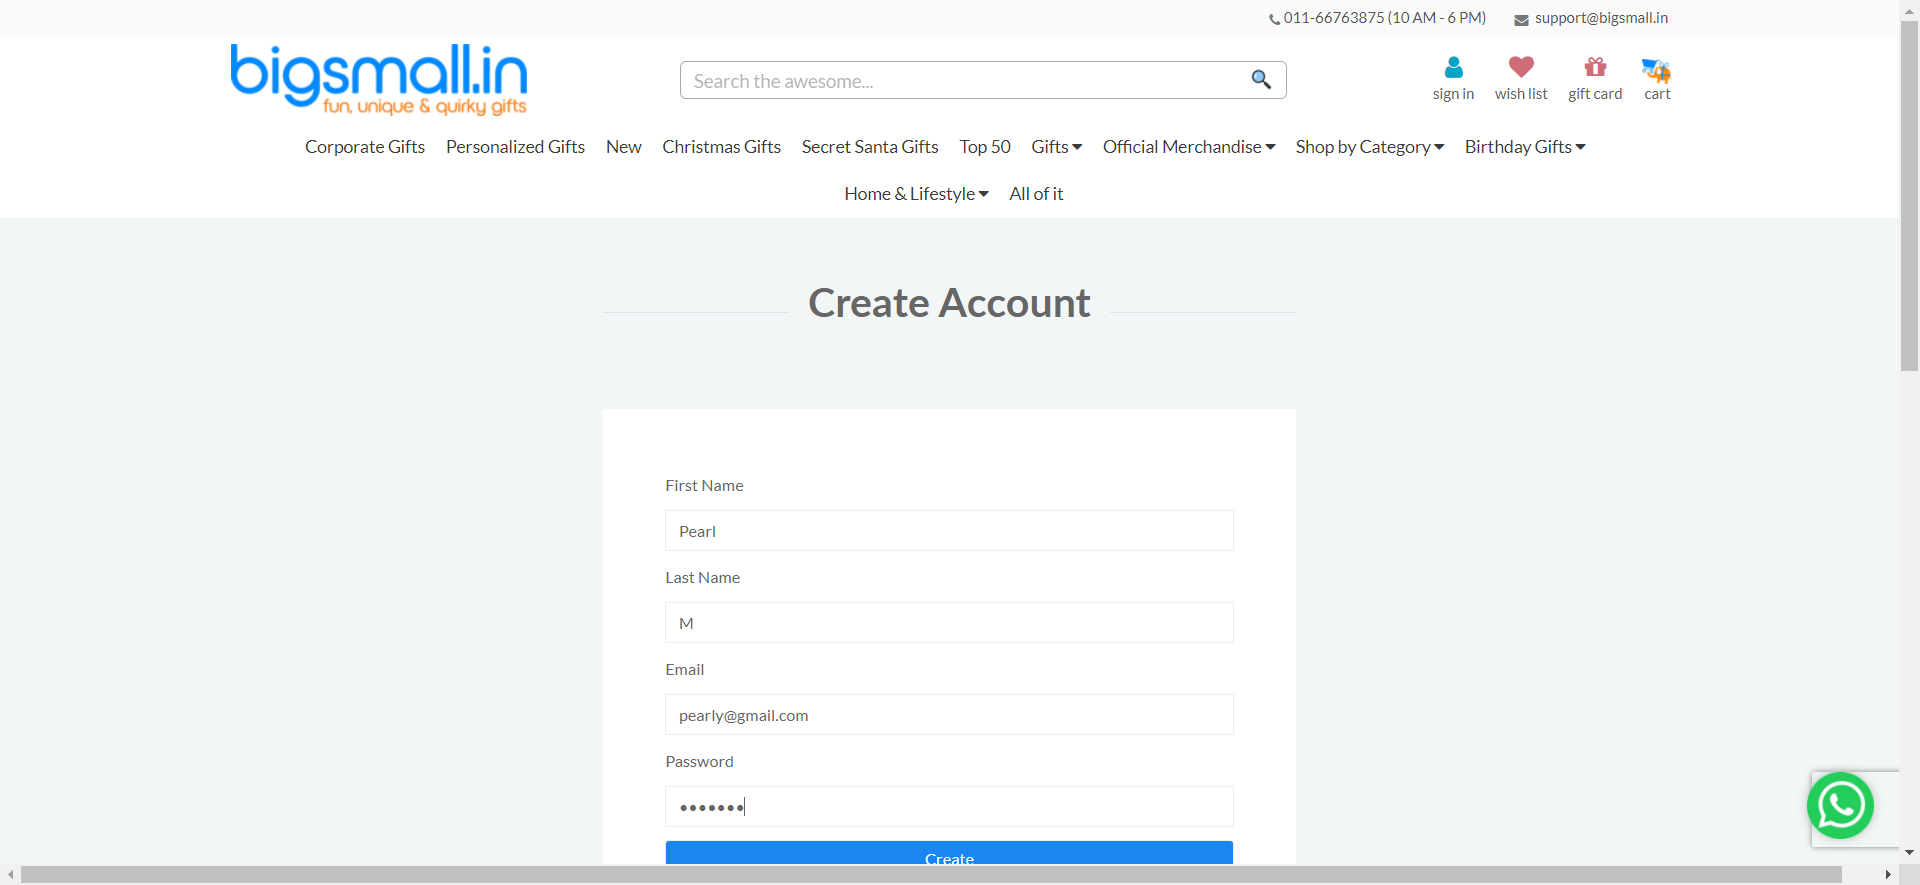 011-66763875 (10 AM - 6 PM) support@bigsmall.in
bigsmall.in
fun, unique & quirky gifts
Search the awesome...
sign in wish list gift card cart
Corporate Gifts Personalized Gifts New Christmas Gifts Secret Santa Gifts Top 50 Gifts Official Merchandise Shop by Category Birthday Gifts
Home & Lifestyle All of it
Create Account
First Name
Pearl
Last Name
M
Email
pearly@gmail.com
Password
•••••••
Create